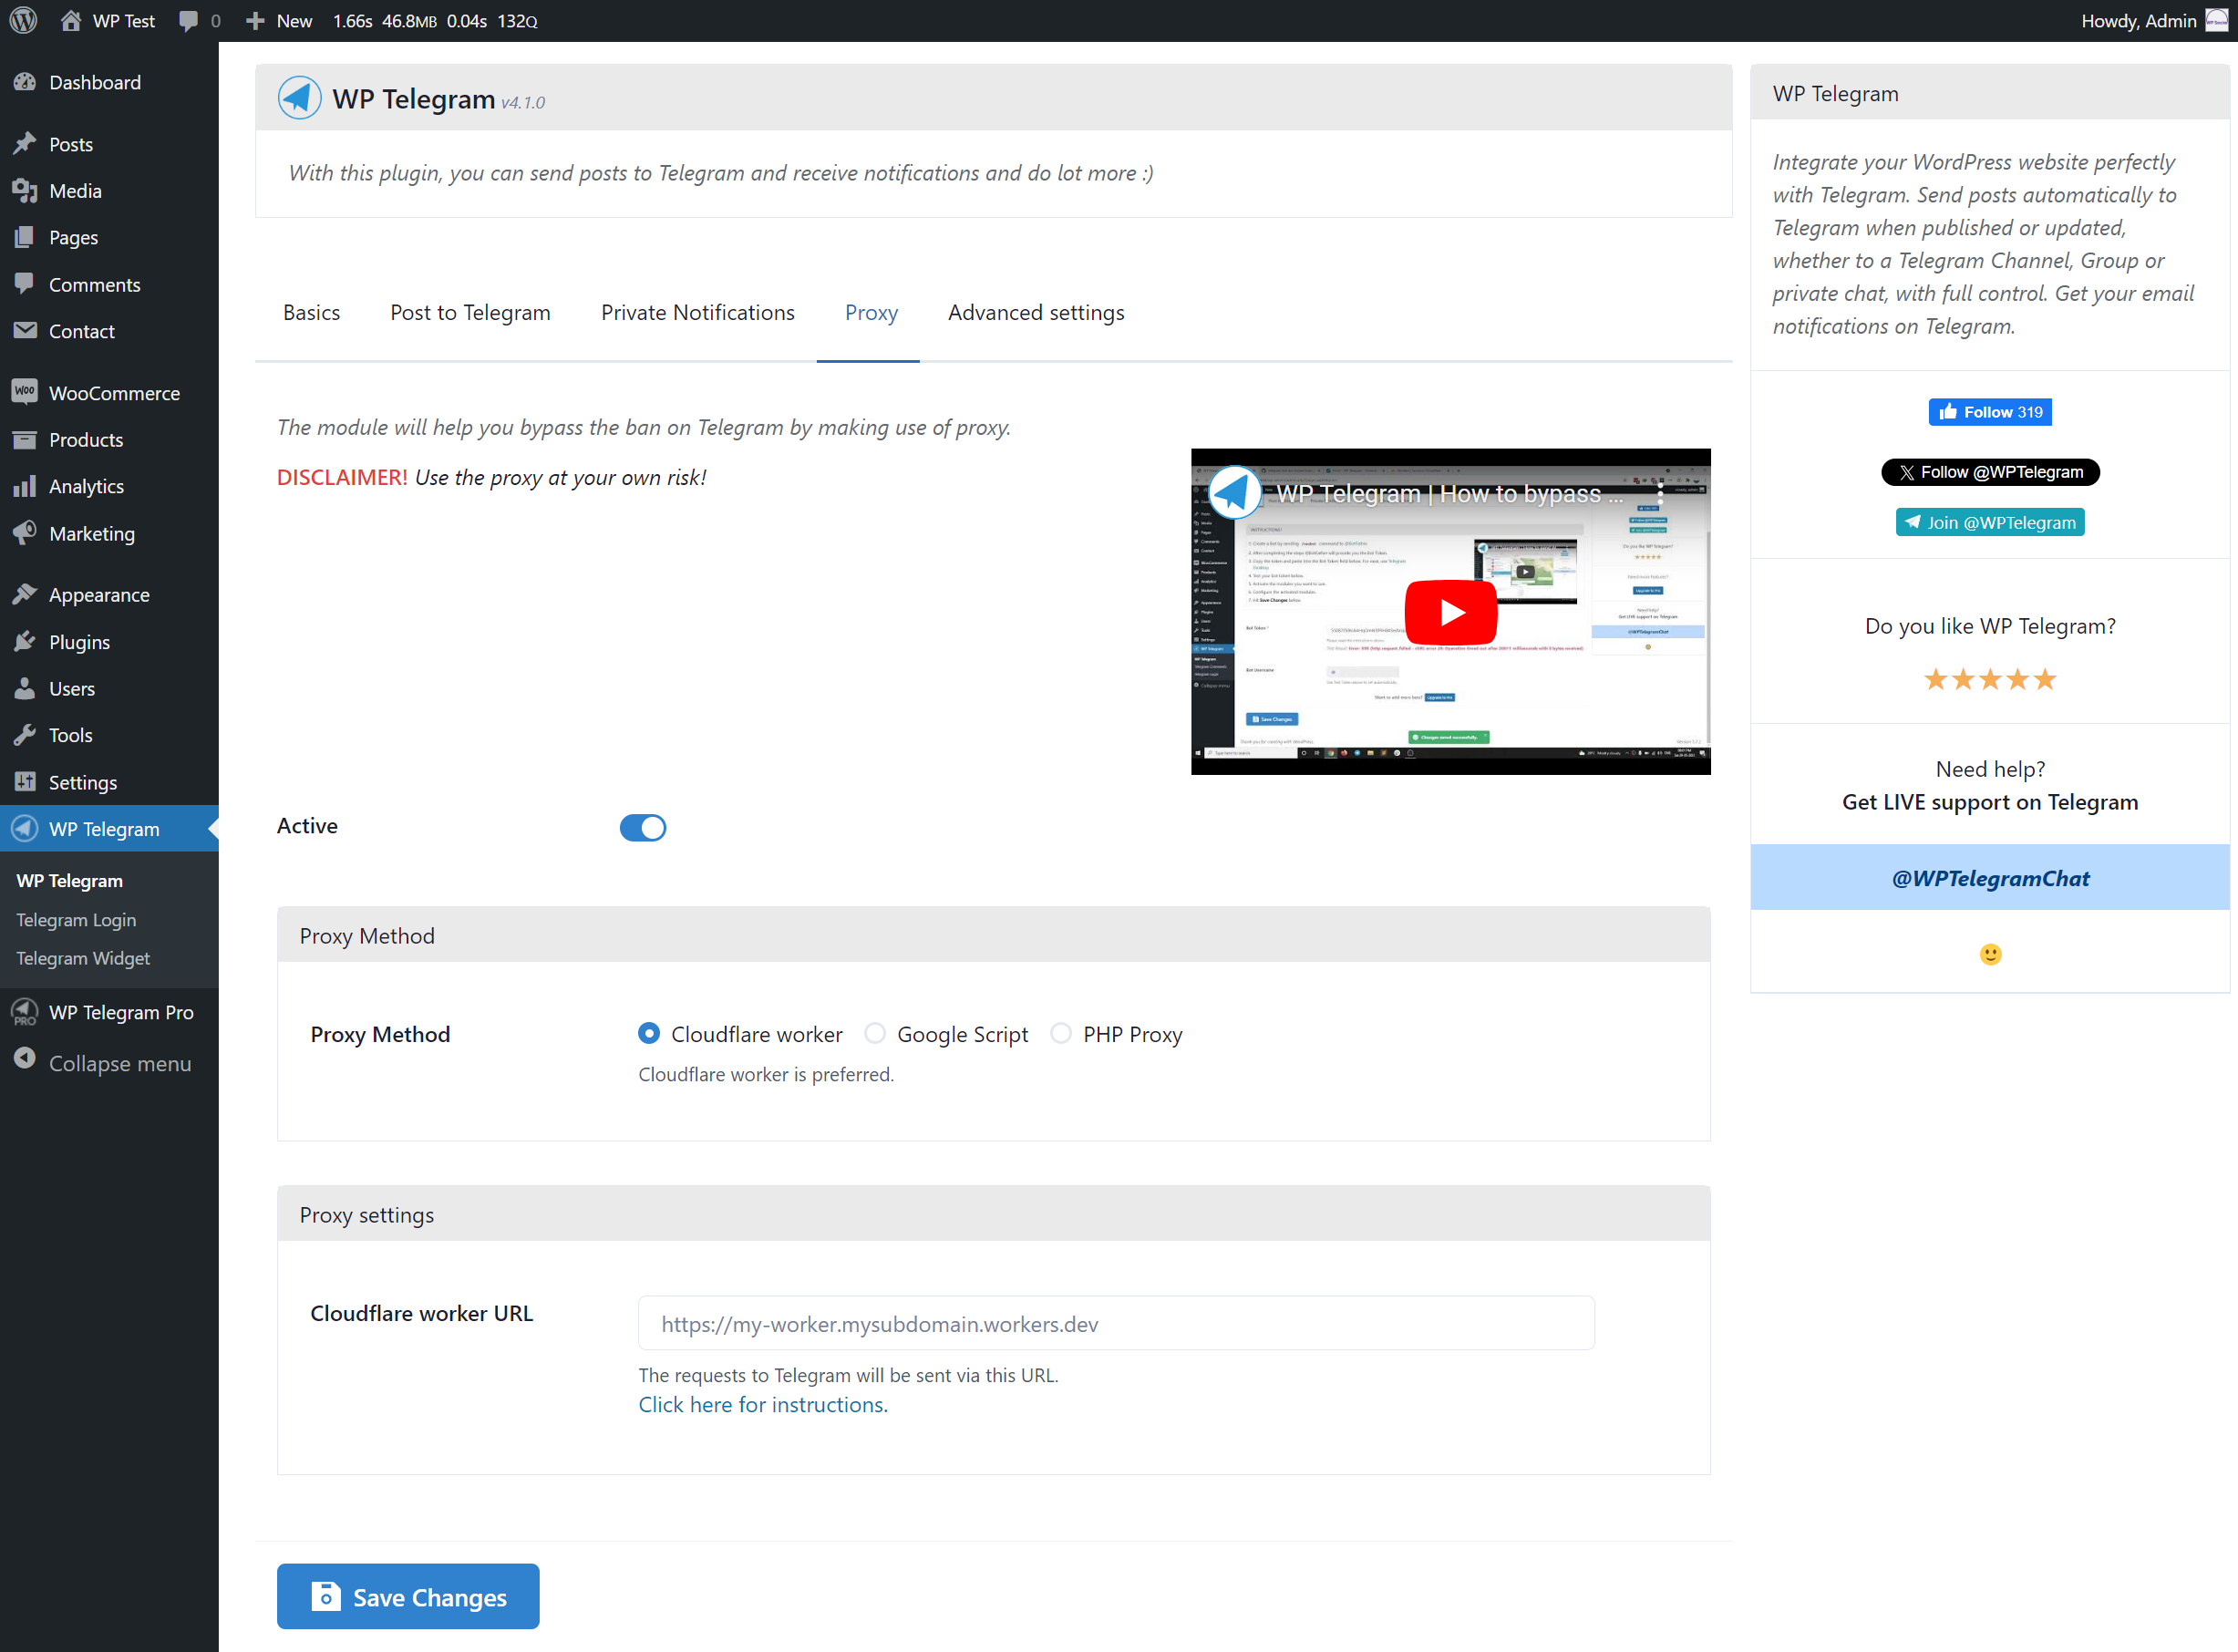 WP Test
0
New
1.66s 46.8MB 0.04s 132Q
Howdy, Admin
Dashboard
Posts
Media
Pages
Comments
Contact
WooCommerce
Products
Analytics
Marketing
Appearance
Plugins
Users
Tools
Settings
WP Telegram
WP Telegram
Telegram Login
Telegram Widget
WP Telegram Pro
Collapse menu
WP Telegram v4.1.0
With this plugin, you can send posts to Telegram and receive notifications and do lot more :)
Basics
Post to Telegram
Private Notifications
Proxy
Advanced settings
The module will help you bypass the ban on Telegram by making use of proxy.
DISCLAIMER! Use the proxy at your own risk!
WP Telegram | How to bypass ...
Active
Proxy Method
Proxy Method
Cloudflare worker
Google Script
PHP Proxy
Cloudflare worker is preferred.
Proxy settings
Cloudflare worker URL
https://my-worker.mysubdomain.workers.dev
The requests to Telegram will be sent via this URL.
Click here for instructions.
Save Changes
WP Telegram
Integrate your WordPress website perfectly
with Telegram. Send posts automatically to
Telegram when published or updated,
whether to a Telegram Channel, Group or
private chat, with full control. Get your email
notifications on Telegram.
Follow 319
Follow @WPTelegram
Join @WPTelegram
Do you like WP Telegram?
Need help?
Get LIVE support on Telegram
@WPTelegramChat